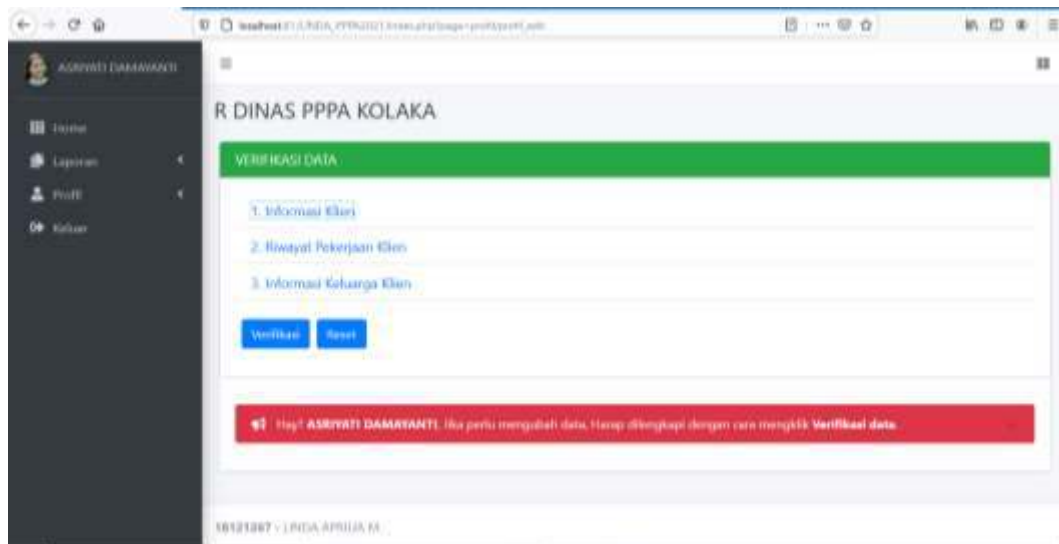 localhost
ASRIYATI DAMAYANTI
Home
Laporan
Profil
Keluar
R DINAS PPPA KOLAKA
VERIFIKASI DATA
1. Informasi Klien
2. Riwayat Pekerjaan Klien
3. Informasi Keluarga Klien
Verifikasi Reset
Hay! ASRIYATI DAMAYANTI, Jika perlu mengubah data, Harap dilengkapi dengan cara mengklik Verifikasi data.
LINDA APRILIA M